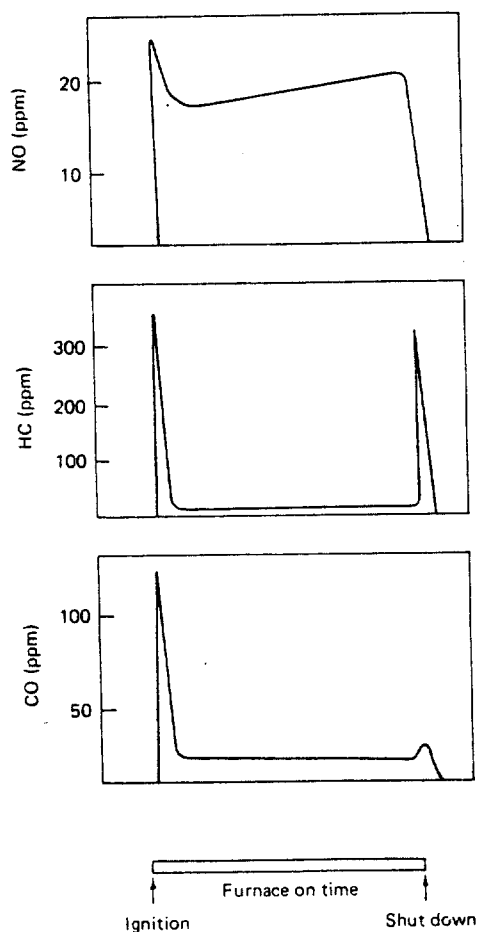 NO (ppm)
20
10
HC (ppm)
300
200
100
CO (ppm)
100
50
Furnace on time
Ignition
Shut down